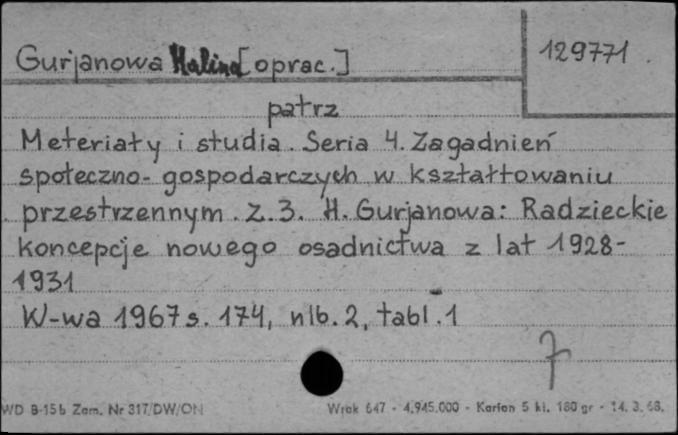 Gurjanowa Halina [oprac.]
129771.
patrz
Meteriały i studia. Seria 4. Zagadnień
społeczno-gospodarczych w kształtowaniu
przestrzennym. Z. 3. H. Gurjanowa: Radzieckie
koncepcje nowego osadnictwa z lat 1928-
1931
W-wa 1967 s. 174, nlb. 2, tabl. 1
7
WD B-15b Zam. Nr 317/DW/ON
Wrak 647 - 4.945.000 - Karton 5 kl. 180 gr - 14. 3. 68.